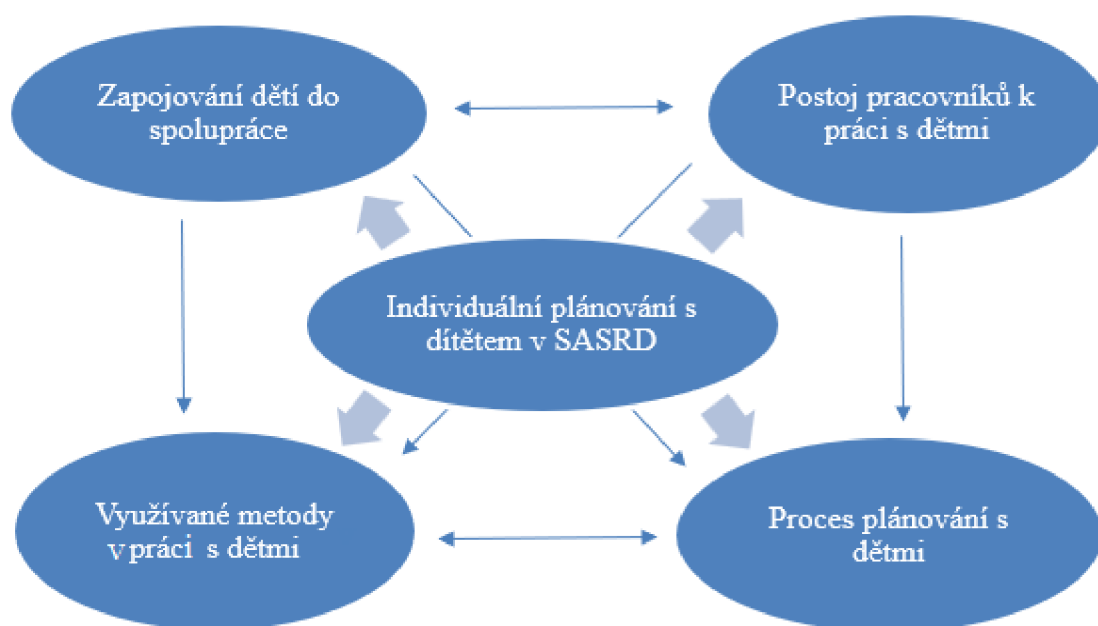 Zapojování dětí do
spolupráce
Postoj pracovníků k
práci s dětmi
Individuální plánování s
dítětem v SASRD
Využívané metody
v práci s dětmi
Proces plánování s
dětmi